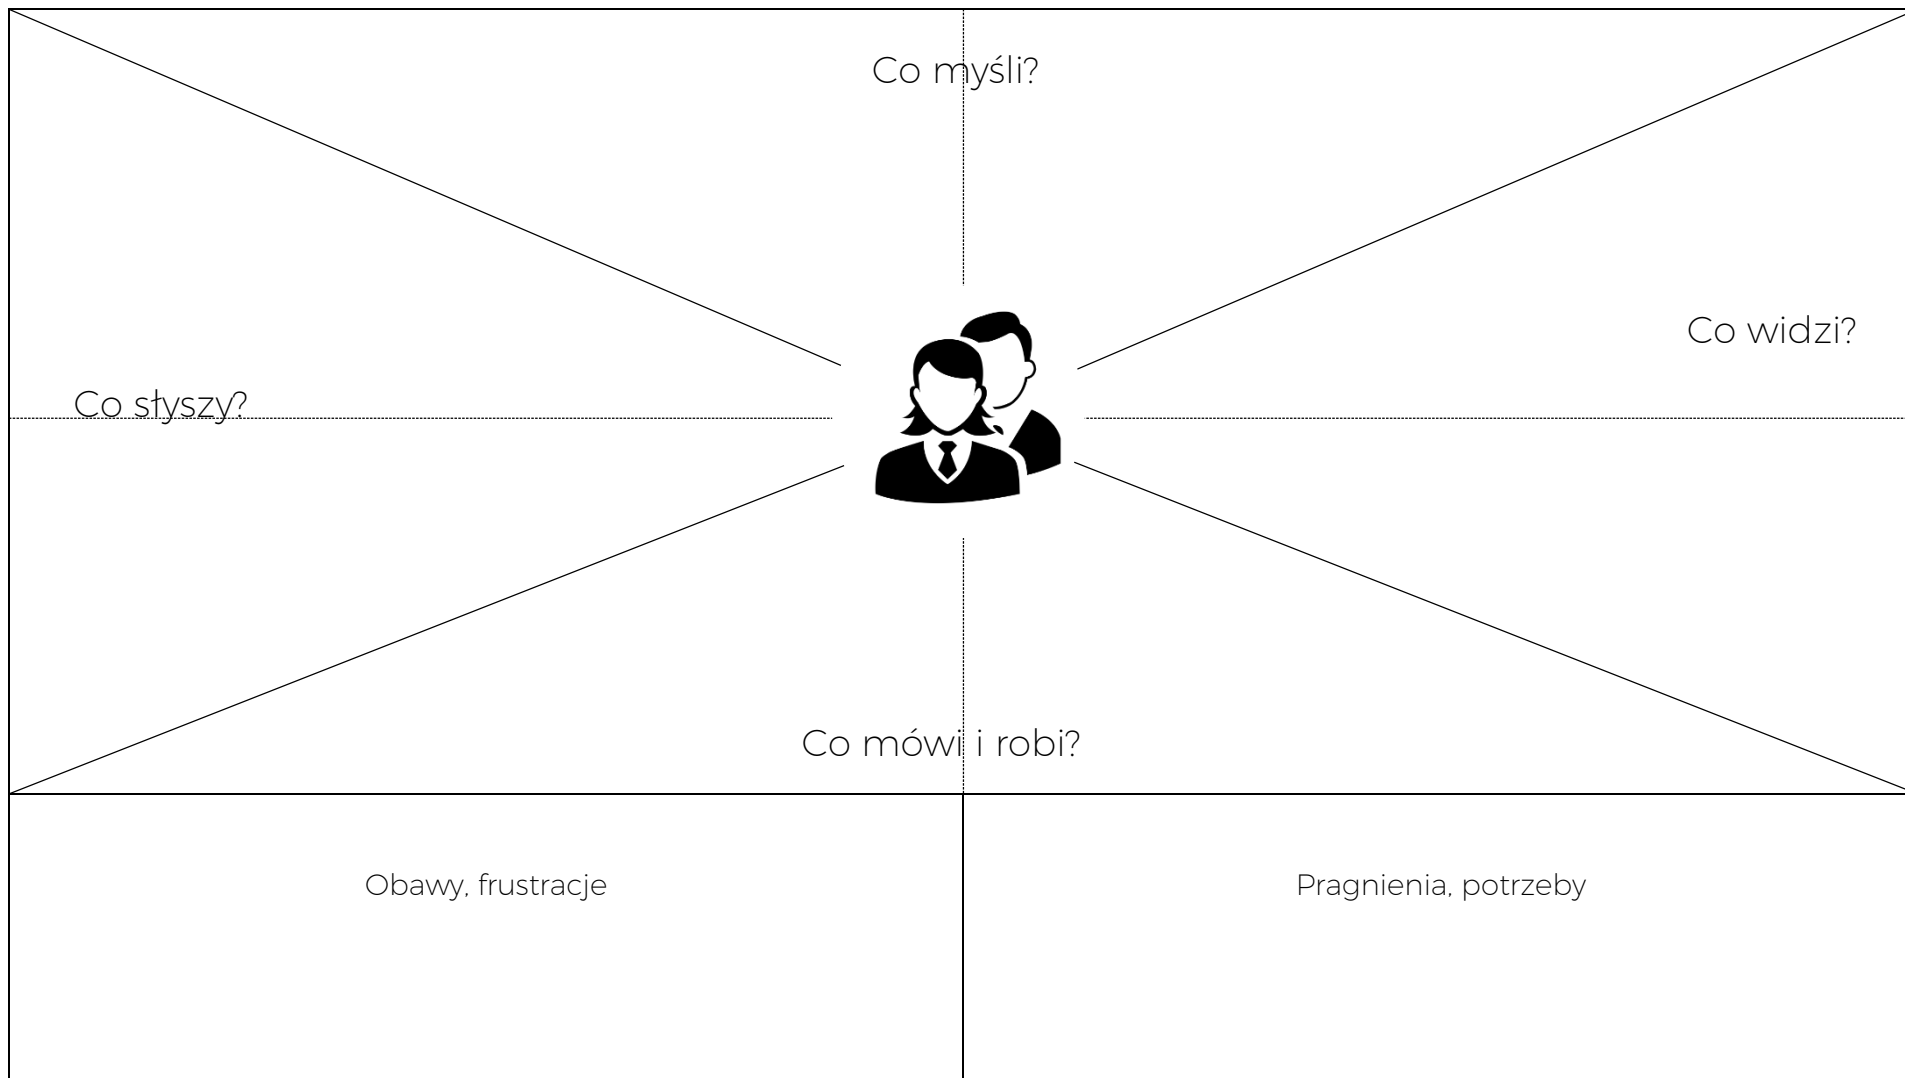 Co myśli?
Co widzi?
Co słyszy?
Co mówi i robi?
Obawy, frustracje
Pragnienia, potrzeby